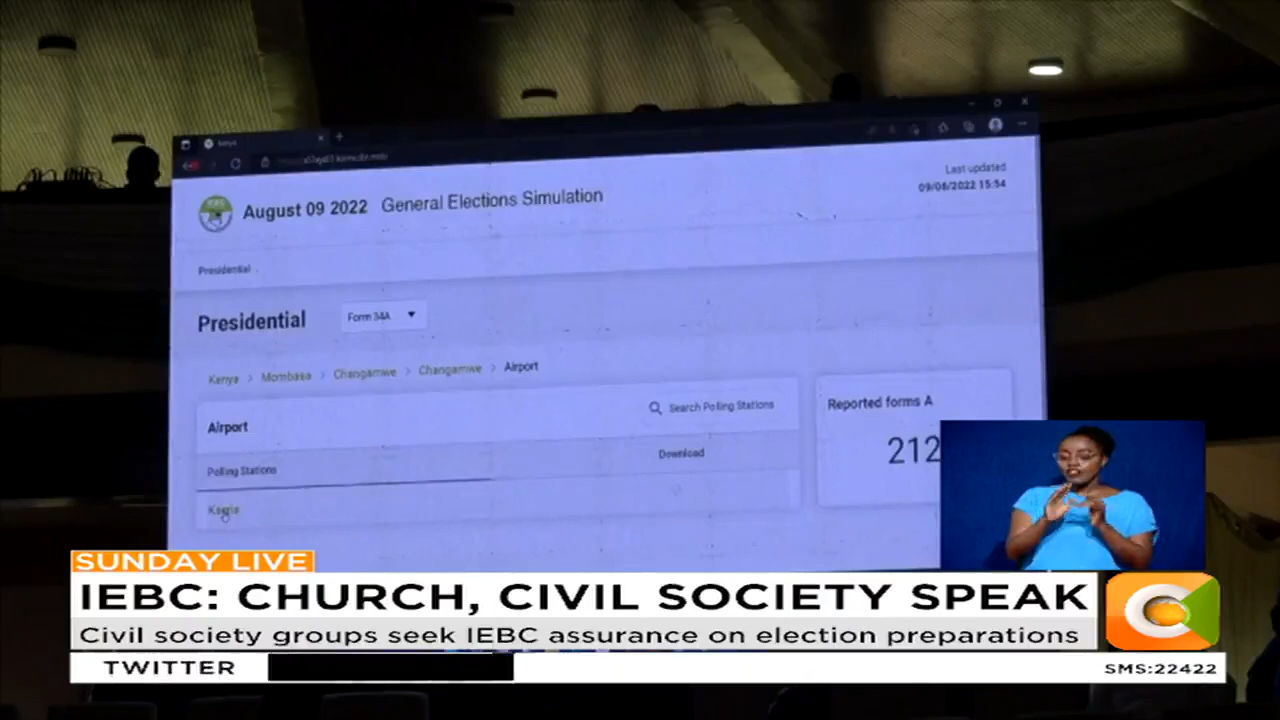 August 09 2022 General Elections Simulation
Last updated
09/08/2022 15:54
Presidential
Presidential
Form 34A
Kenya > Mombasa > Changamwe > Changamwe > Airport
Airport
Search Polling Stations
Polling Stations
Download
Reported forms A
212
SUNDAY LIVE
IEBC: CHURCH, CIVIL SOCIETY SPEAK
Civil society groups seek IEBC assurance on election preparations
TWITTER
SMS:22422